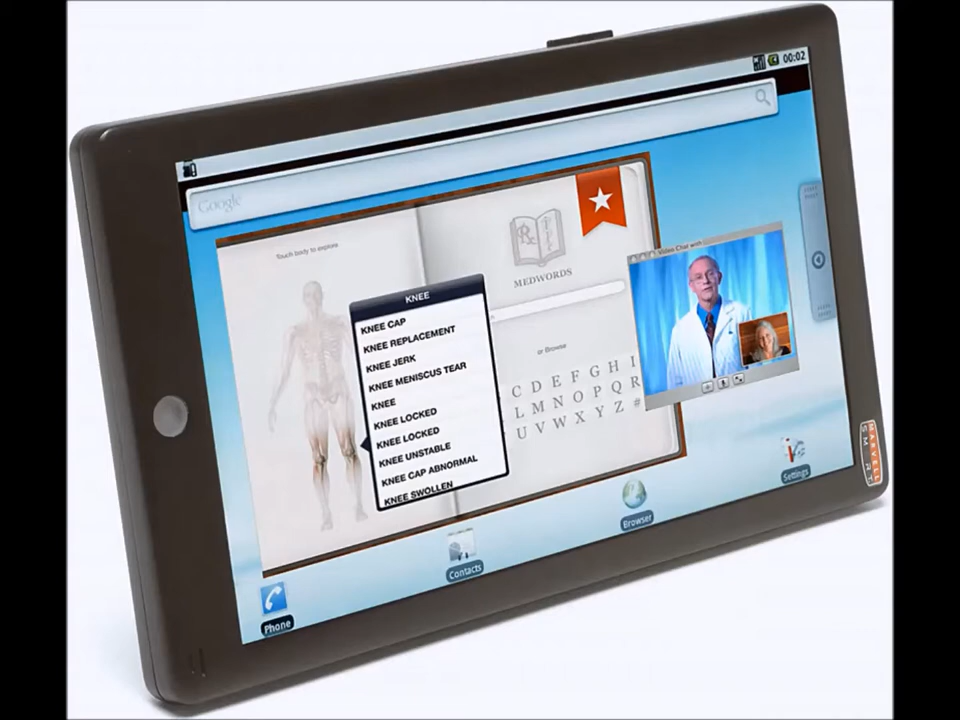 00:02
Google
Touch body to explore
Rx
MEDWORDS
Video Chat with
KNEE
KNEE CAP
KNEE REPLACEMENT
KNEE JERK
KNEE MENISCUS TEAR
KNEE
KNEE LOCKED
KNEE LOCKED
KNEE UNSTABLE
KNEE CAP ABNORMAL
KNEE SWOLLEN
n
or Browse
C D E F G H I
L M N O P Q R
U V W X Y Z #
MARVELL
SMART
Settings
Browser
Contacts
Phone